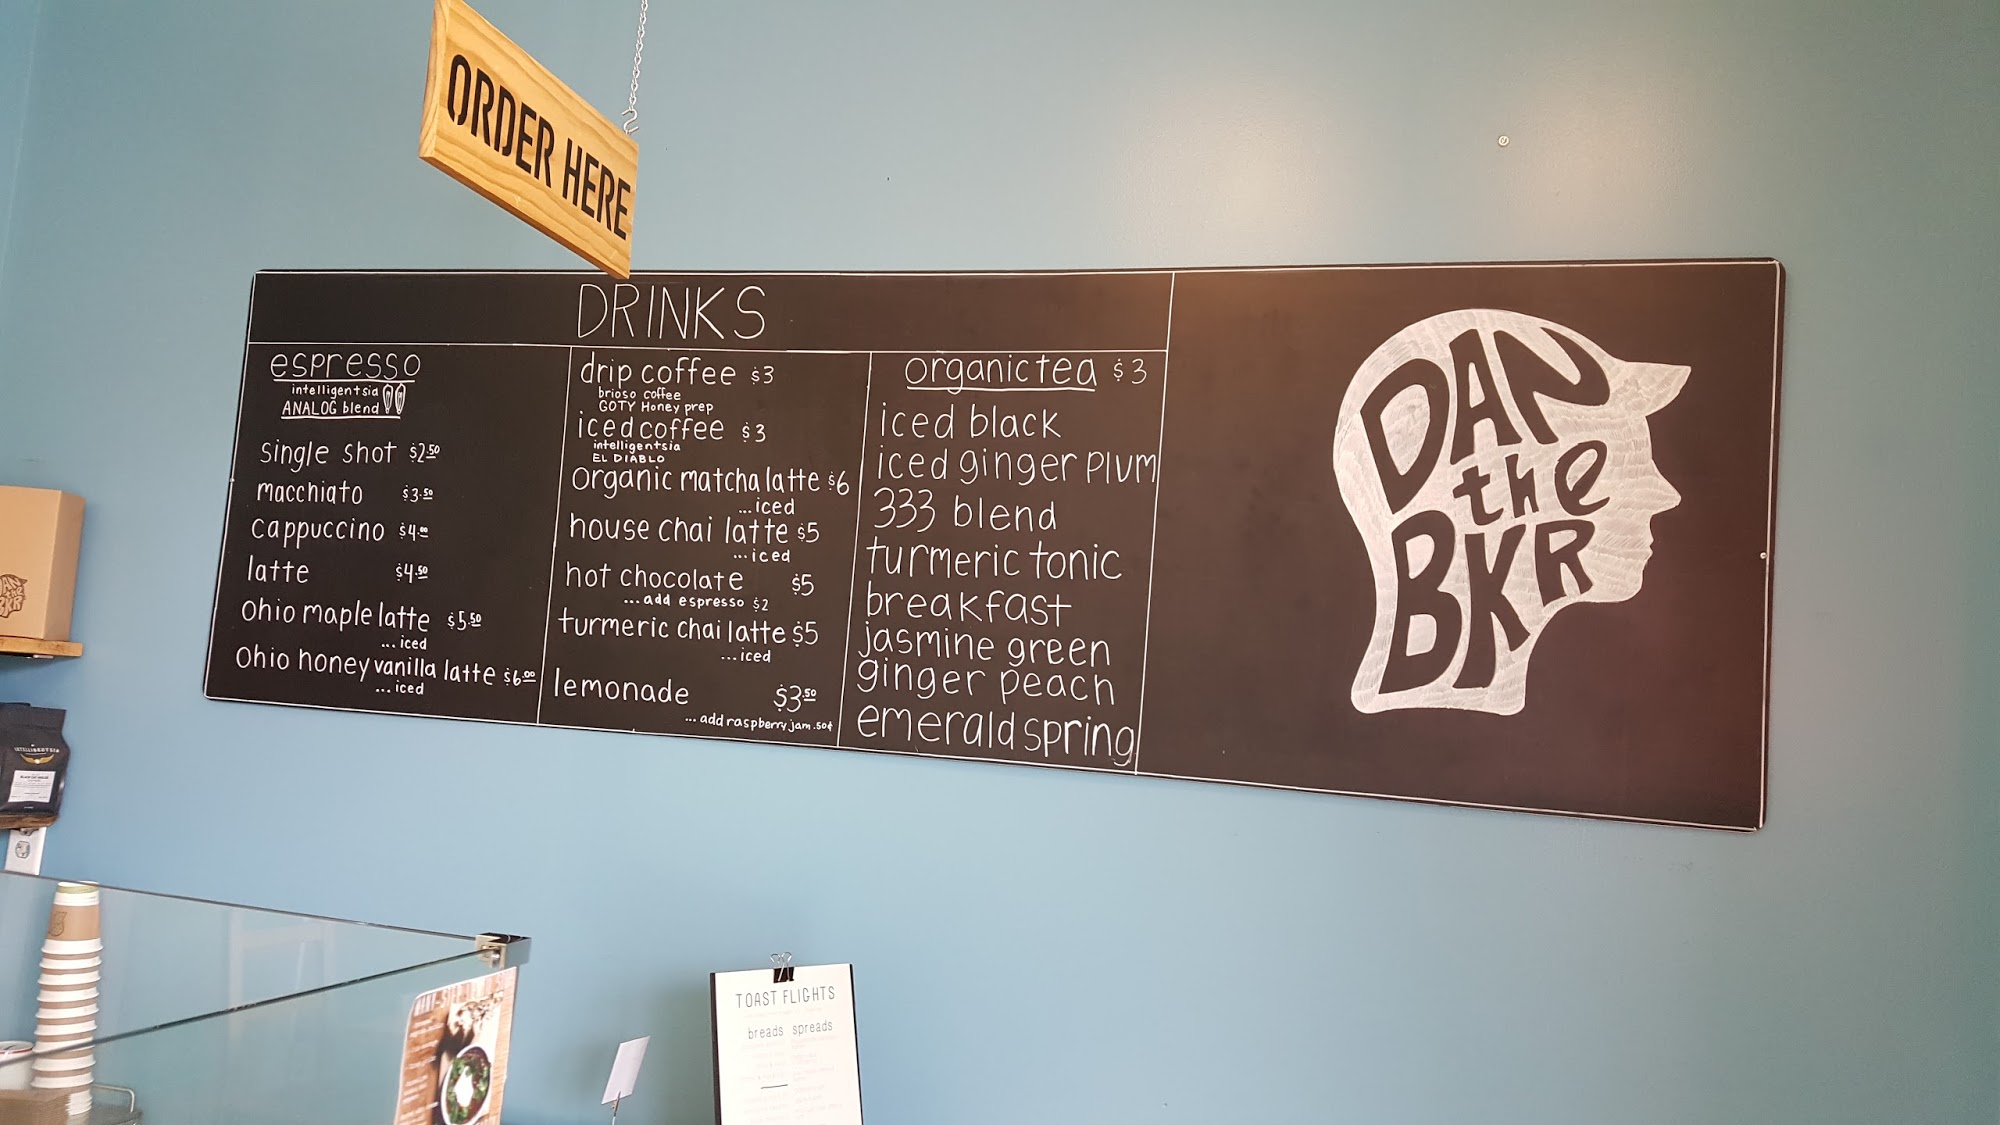 ORDER HERE
DRINKS
espresso
intelligentsia
ANALOG blend
single shot $2.50
macchiato $3.50
cappuccino $4.00
latte $4.50
ohio maple latte $5.50
...iced
ohio honey vanilla latte $6.00
...iced
drip coffee $3
brioso coffee
GOTY Honey prep
iced coffee $3
intelligentsia
EL DIABLO
organic matcha latte $6
...iced
house chai latte $5
...iced
hot chocolate $5
...add espresso $2
turmeric chai latte $5
...iced
lemonade $3.50
...add raspberry jam .50¢
organic tea $3
iced black
iced ginger plum
333 blend
turmeric tonic
breakfast
jasmine green
ginger peach
emerald spring
DAN
the
BKR
DAN
the
BKR
INTELLIGENTSIA
TOAST FLIGHTS
breads spreads